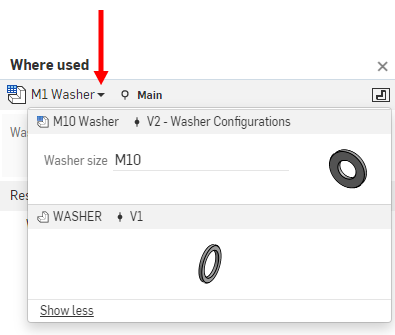 Where used
M1 Washer Main
Wa
M10 Washer V2 - Washer Configurations
Washer size M10
Res
WASHER V1
Show less